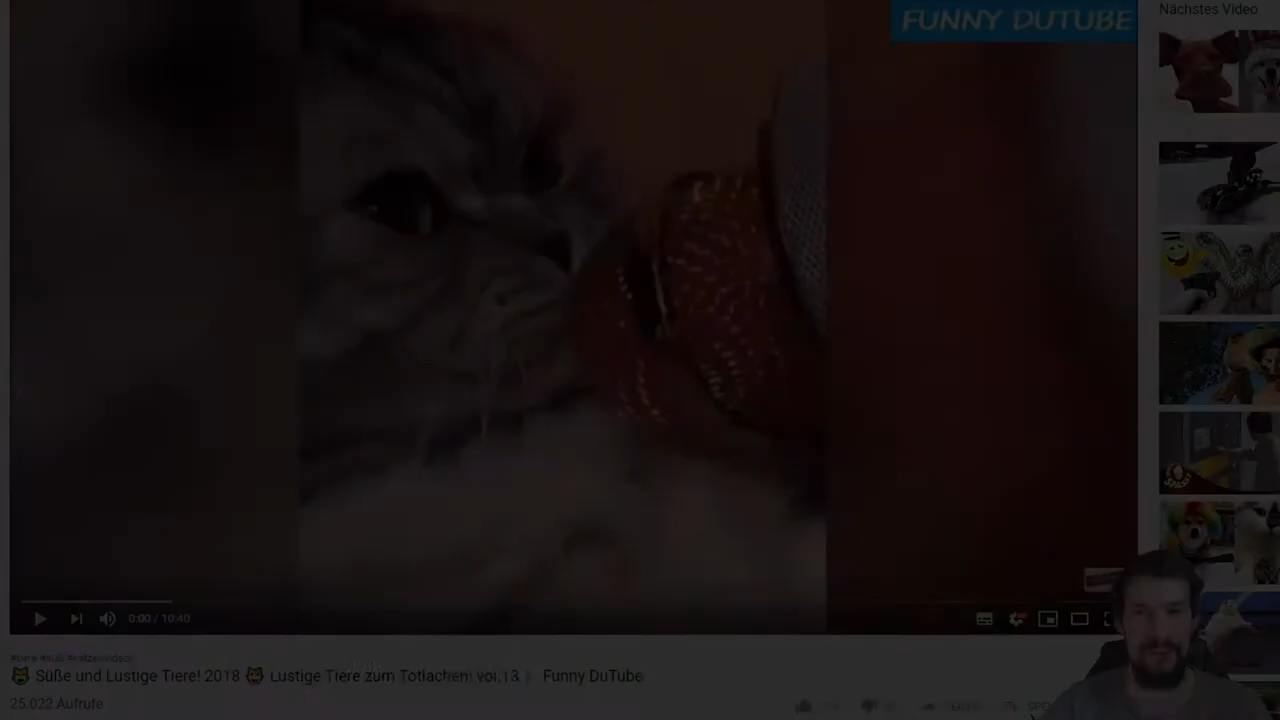 FUNNY DUTUBE
Nächstes Video
0:00 / 10:40
Süße und Lustige Tiere! 2018 Lustige Tiere zum Totlachen! vol.13 | Funny DuTube
25.022 Aufrufe